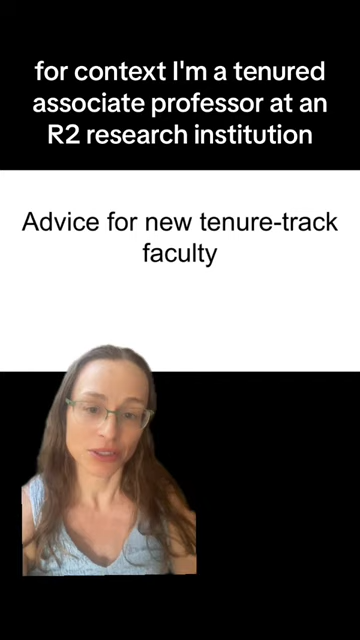 for context I'm a tenured
associate professor at an
R2 research institution
Advice for new tenure-track
faculty